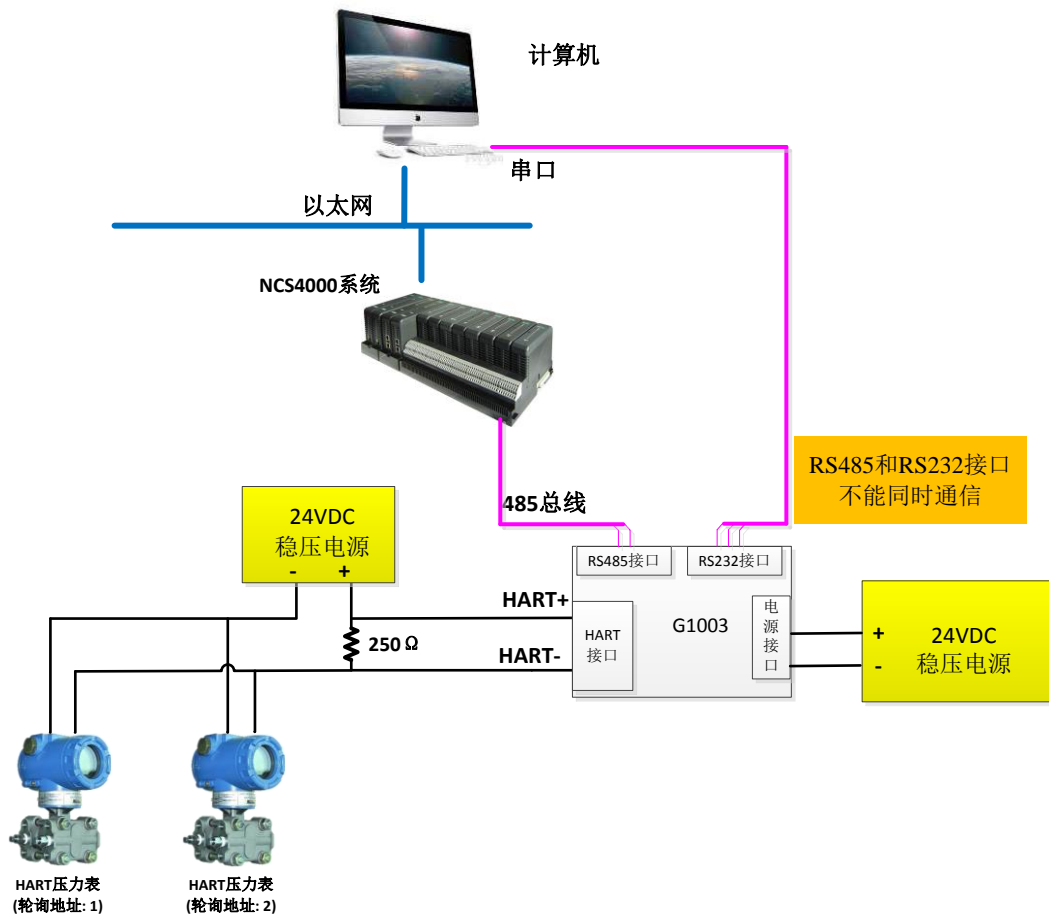 计算机
串口
以太网
NCS4000系统
RS485和RS232接口
不能同时通信
485总线
24VDC
稳压电源
- +
RS485接口
RS232接口
HART+
250Ω
HART-
HART
接口
G1003
电
源
接
口
+
-
24VDC
稳压电源
HART压力表
(轮询地址: 1)
HART压力表
(轮询地址: 2)